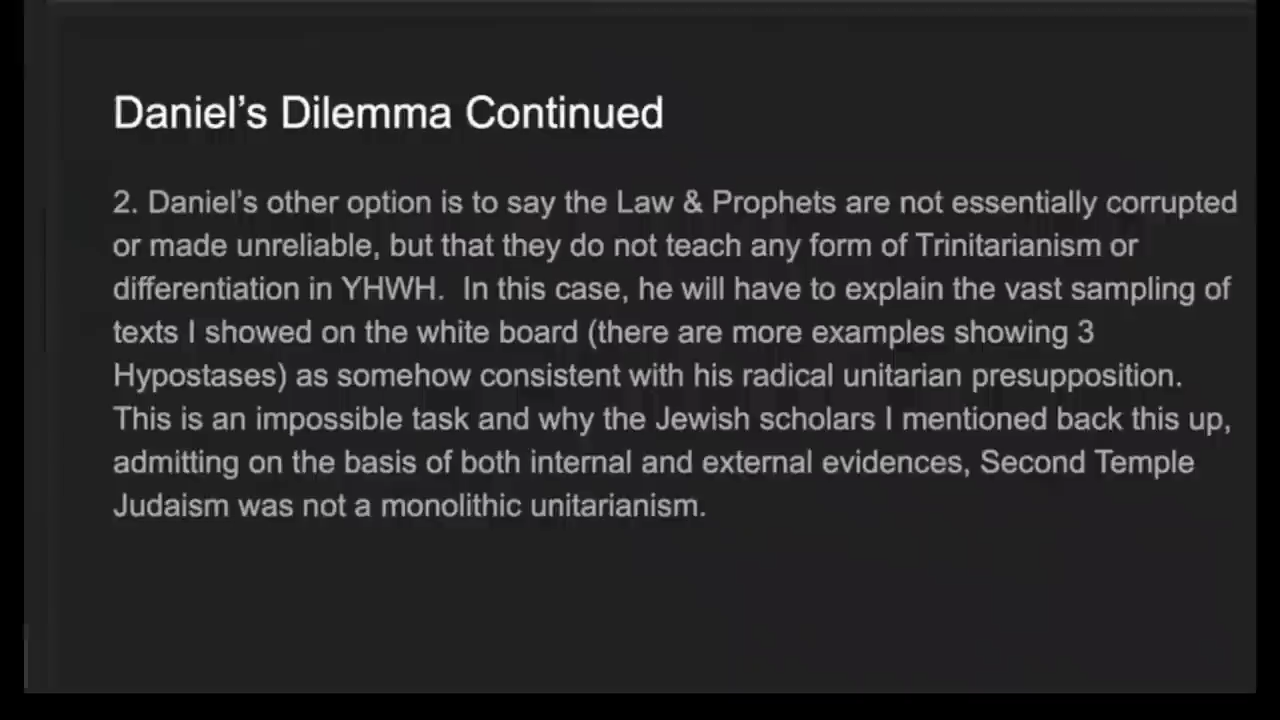 Daniel’s Dilemma Continued
2. Daniel’s other option is to say the Law & Prophets are not essentially corrupted
or made unreliable, but that they do not teach any form of Trinitarianism or
differentiation in YHWH.  In this case, he will have to explain the vast sampling of
texts I showed on the white board (there are more examples showing 3
Hypostases) as somehow consistent with his radical unitarian presupposition.
This is an impossible task and why the Jewish scholars I mentioned back this up,
admitting on the basis of both internal and external evidences, Second Temple
Judaism was not a monolithic unitarianism.